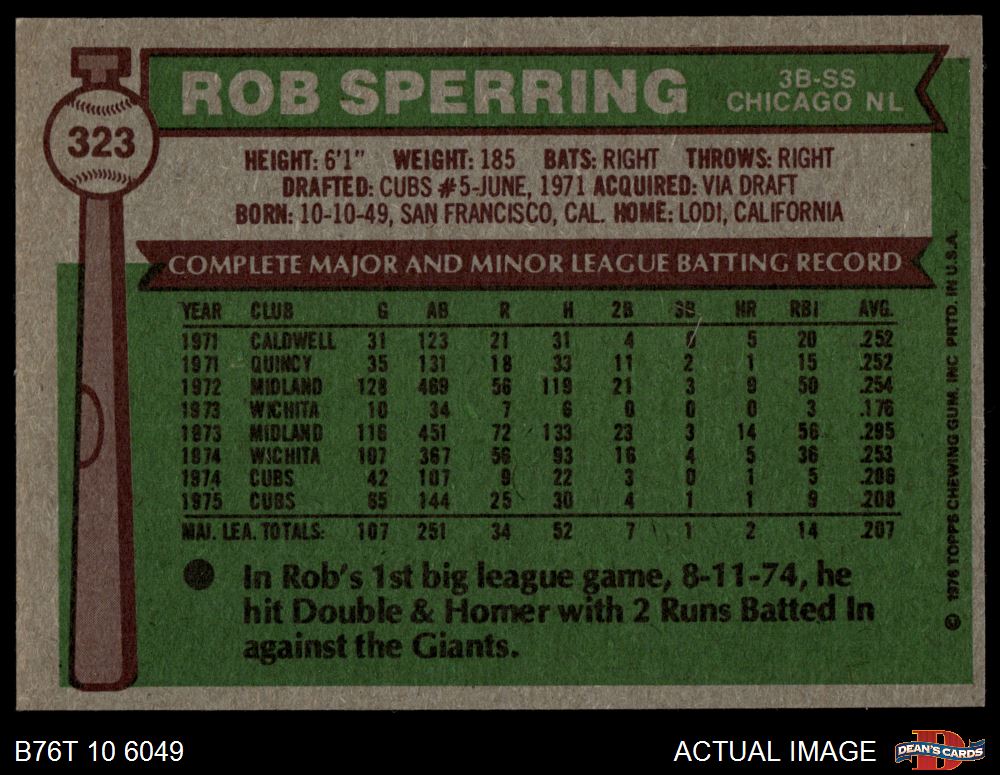 323
ROB SPERRING
3B-SS
CHICAGO NL
HEIGHT: 6'1" WEIGHT: 185 BATS: RIGHT THROWS: RIGHT
DRAFTED: CUBS #5-JUNE, 1971 ACQUIRED: VIA DRAFT
BORN: 10-10-49, SAN FRANCISCO, CAL. HOME: LODI, CALIFORNIA
COMPLETE MAJOR AND MINOR LEAGUE BATTING RECORD
YEAR CLUB G AB R H 2B 3B HR RBI AVG.
1971 CALDWELL 31 123 21 31 4 0 5 20 .252
1971 QUINCY 35 131 18 33 11 2 1 15 .252
1972 MIDLAND 128 469 56 119 21 3 9 50 .254
1973 WICHITA 10 34 7 6 0 0 0 3 .176
1973 MIDLAND 116 451 72 133 23 3 14 56 .295
1974 WICHITA 107 367 56 93 16 4 5 36 .253
1974 CUBS 42 107 9 22 3 0 1 5 .206
1975 CUBS 65 144 25 30 4 1 1 9 .208
MAJ. LEA. TOTALS: 107 251 34 52 7 1 2 14 .207
In Rob's 1st big league game, 8-11-74, he
hit Double & Homer with 2 Runs Batted In
against the Giants.
© 1976 TOPPS CHEWING GUM, INC PRTD. IN U.S.A.
B76T 10 6049
ACTUAL IMAGE
DEAN'S CARDS